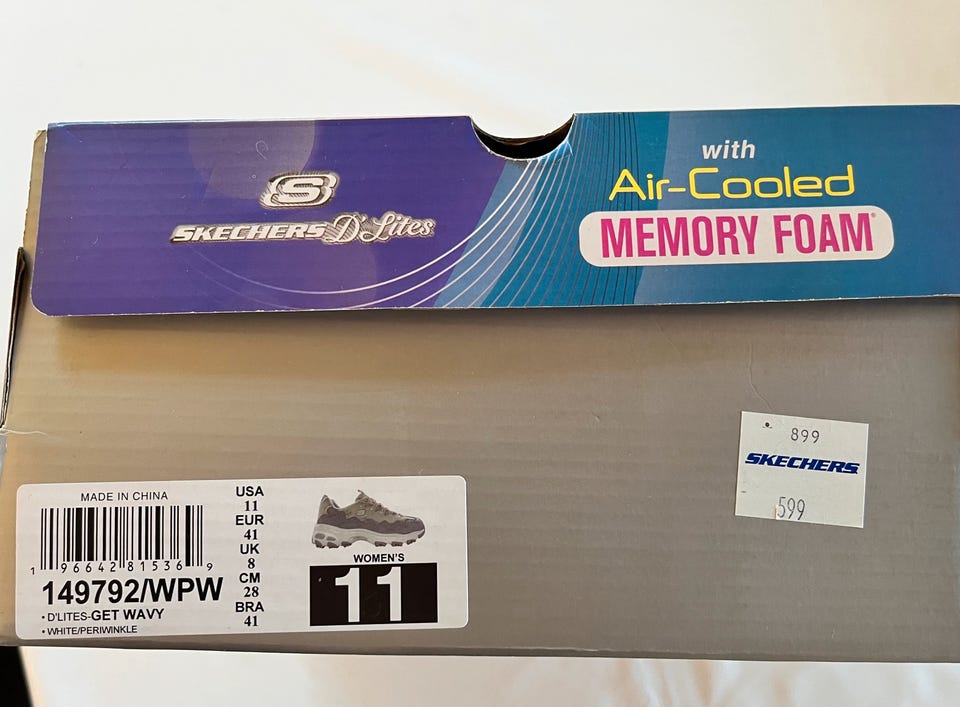 S
SKECHERS D'Lites
with
Air-Cooled
MEMORY FOAM®
899
SKECHERS
599
MADE IN CHINA
1 96642 81536 9
149792/WPW
• D'LITES-GET WAVY
• WHITE/PERIWINKLE
USA
11
EUR
41
UK
8
CM
28
BRA
41
WOMEN'S
11